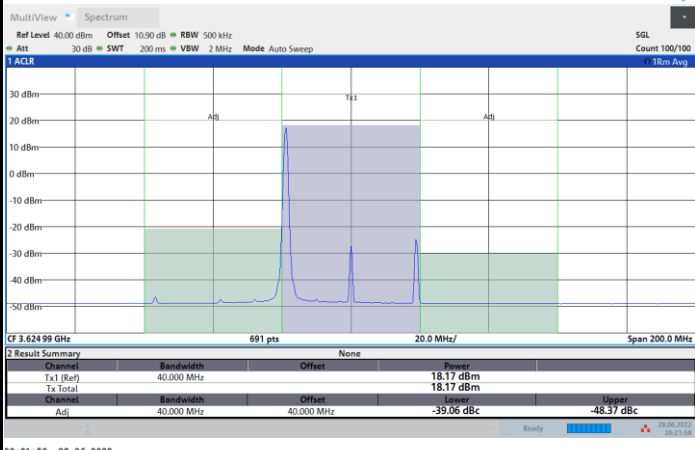 MultiView Spectrum
Ref Level 40.00 dBm Offset 10.90 dB RBW 500 kHz SGL
Att 30 dB SWT 200 ms VBW 2 MHz Mode Auto Sweep Count 100/100
1 ACLR 1Rm Avg
30 dBm
Tx1
20 dBm Adj Adj
10 dBm
0 dBm
-10 dBm
-20 dBm
-30 dBm
-40 dBm
-50 dBm
CF 3.624 99 GHz 691 pts 20.0 MHz/ Span 200.0 MHz
2 Result Summary None
Channel Bandwidth Offset Power
Tx1 (Ref) 40.000 MHz 18.17 dBm
Tx Total 18.17 dBm
Channel Bandwidth Offset Lower Upper
Adj 40.000 MHz 40.000 MHz -39.06 dBc -48.37 dBc
Ready 28.06.2022
20:21:58